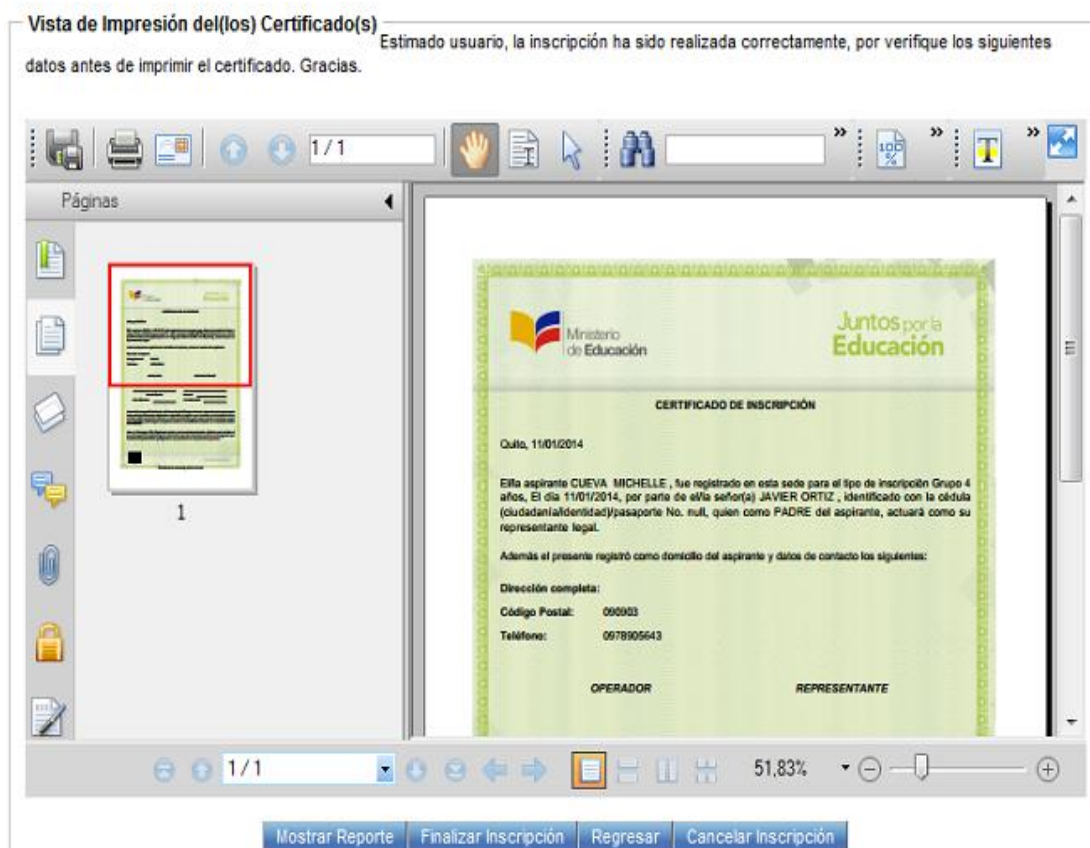 Vista de Impresión del(los) Certificado(s)
Estimado usuario, la inscripción ha sido realizada correctamente, por verifique los siguientes
datos antes de imprimir el certificado. Gracias.
1 / 1
100
%
T
Páginas
1
Ministerio
de Educación
Juntos por la
Educación
CERTIFICADO DE INSCRIPCIÓN
Quito, 11/01/2014
El/la aspirante CUEVA MICHELLE , fue registrado en esta sede para el tipo de inscripción Grupo 4
años, El día 11/01/2014, por parte de el/la señor(a) JAVIER ORTIZ , identificado con la cédula
(ciudadanía/identidad)/pasaporte No. null, quien como PADRE del aspirante, actuará como su
representante legal.
Además el presente registró como domicilio del aspirante y datos de contacto los siguientes:
Dirección completa:
Código Postal: 090903
Teléfono: 0978905643
OPERADOR REPRESENTANTE
1 / 1
51,83%
Mostrar Reporte Finalizar Inscripción Regresar Cancelar Inscripción